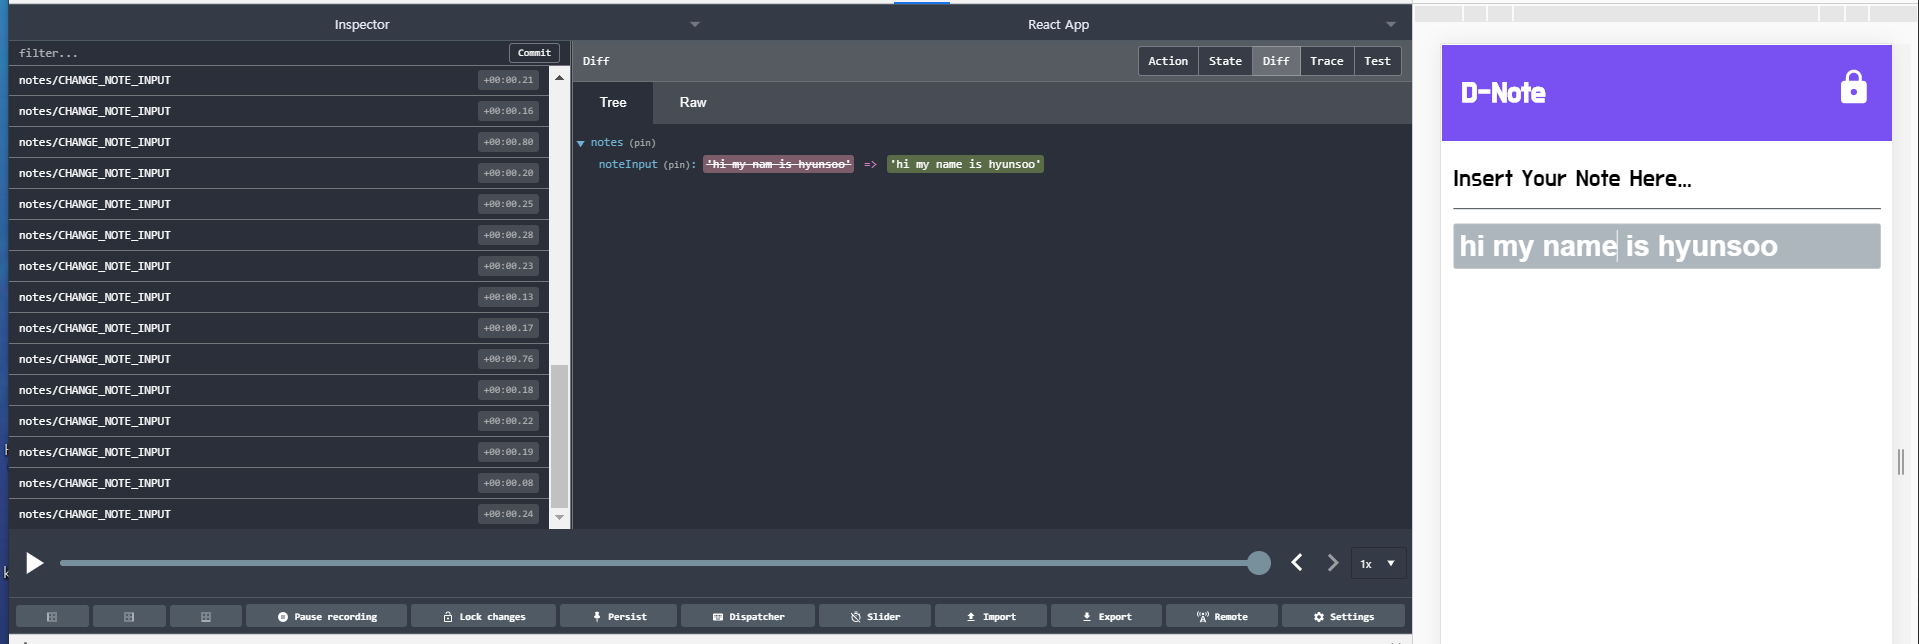 Inspector
React App
filter...
Commit
Diff
Action State Diff Trace Test
notes/CHANGE_NOTE_INPUT +00:00.21
notes/CHANGE_NOTE_INPUT +00:00.16
notes/CHANGE_NOTE_INPUT +00:00.80
notes/CHANGE_NOTE_INPUT +00:00.20
notes/CHANGE_NOTE_INPUT +00:00.25
notes/CHANGE_NOTE_INPUT +00:00.28
notes/CHANGE_NOTE_INPUT +00:00.23
notes/CHANGE_NOTE_INPUT +00:00.13
notes/CHANGE_NOTE_INPUT +00:00.17
notes/CHANGE_NOTE_INPUT +00:09.76
notes/CHANGE_NOTE_INPUT +00:00.18
notes/CHANGE_NOTE_INPUT +00:00.22
notes/CHANGE_NOTE_INPUT +00:00.19
notes/CHANGE_NOTE_INPUT +00:00.08
notes/CHANGE_NOTE_INPUT +00:00.24
Tree Raw
notes (pin)
noteInput (pin): 'hi my nam is hyunsoo' => 'hi my name is hyunsoo'
1x
Pause recording Lock changes Persist Dispatcher Slider Import Export Remote Settings
D-Note
Insert Your Note Here...
hi my name is hyunsoo